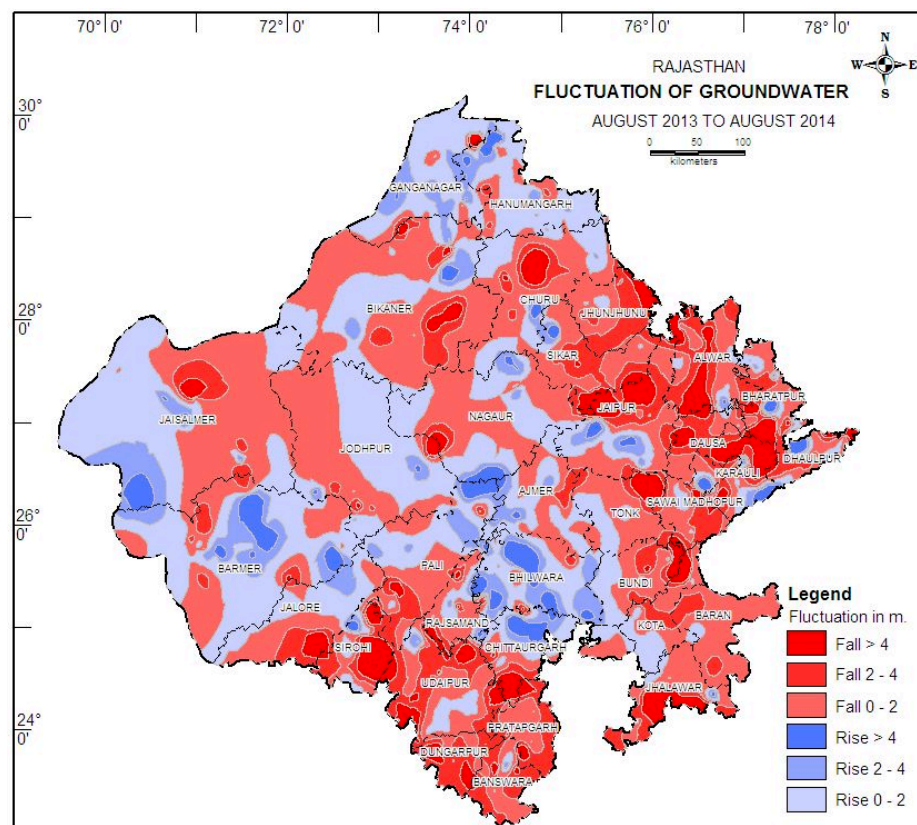 70° 0'
72° 0'
74° 0'
76° 0'
78° 0'
N
W E
S
RAJASTHAN
FLUCTUATION OF GROUNDWATER
AUGUST 2013 TO AUGUST 2014
0 50 100
kilometers
30°
0'
28°
0'
26°
0'
24°
0'
GANGANAGAR
HANUMANGARH
CHURU
BIKANER
JHUNJHUNU
SIKAR
ALWAR
BHARATPUR
JAISALMER
NAGAUR
JAIPUR
JODHPUR
DAUSA
DHAULPUR
KARAULI
AJMER
SAWAI MADHOPUR
TONK
BARMER
PALI
BHILWARA
BUNDI
JALORE
RAJSAMAND
BARAN
KOTA
SIROHI
CHITTAURGARH
UDAIPUR
JHALAWAR
PRATAPGARH
DUNGARPUR
BANSWARA
Legend
Fluctuation in m.
Fall > 4
Fall 2 - 4
Fall 0 - 2
Rise > 4
Rise 2 - 4
Rise 0 - 2